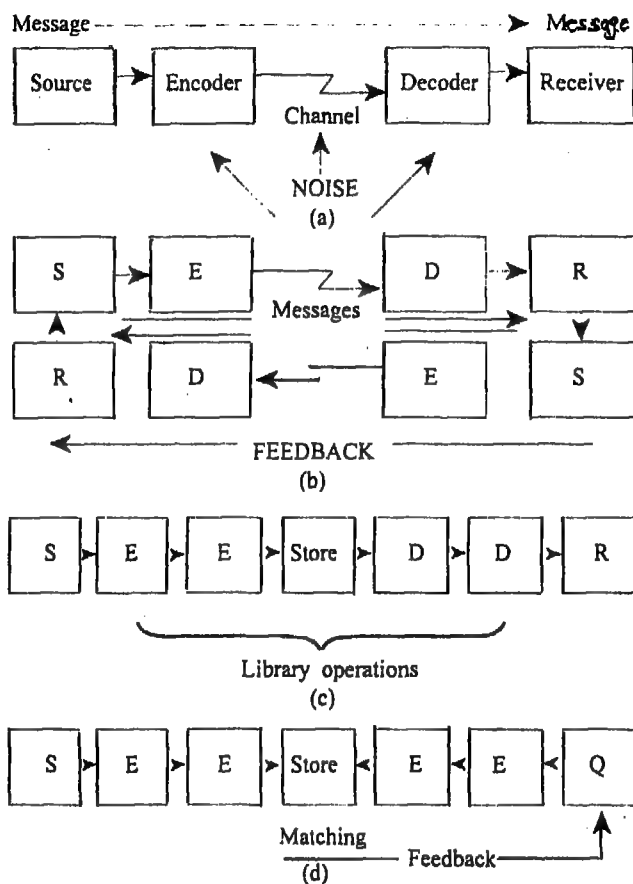 Message Message
Source Encoder Decoder Receiver
Channel
NOISE
(a)
S E D R
Messages
R D E S
FEEDBACK
(b)
S E E Store D D R
Library operations
(c)
S E E Store E E Q
Matching
Feedback
(d)